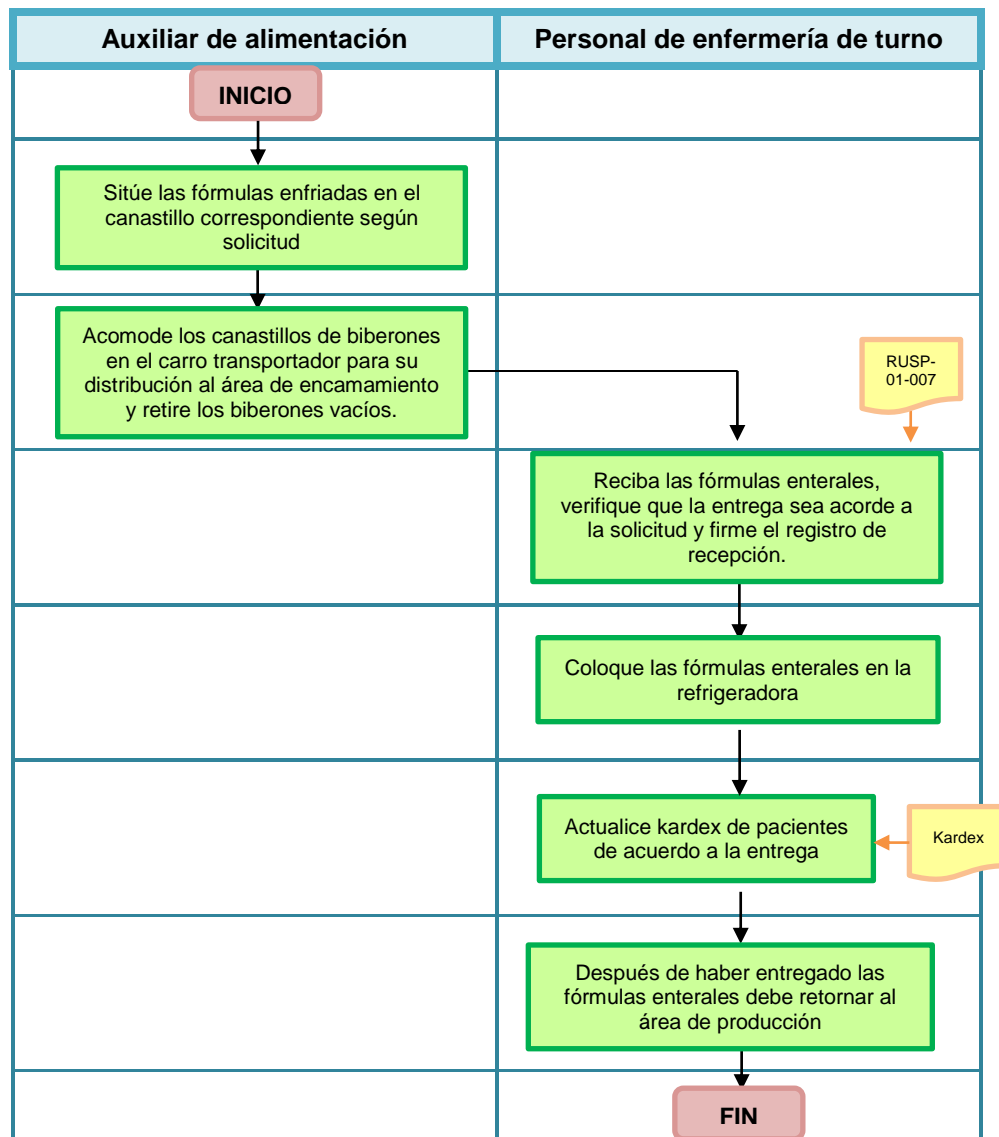 Auxiliar de alimentación
Personal de enfermería de turno
INICIO
Sitúe las fórmulas enfriadas en el
canastillo correspondiente según
solicitud
Acomode los canastillos de biberones
en el carro transportador para su
distribución al área de encamamiento
y retire los biberones vacíos.
RUSP-
01-007
Reciba las fórmulas enterales,
verifique que la entrega sea acorde a
la solicitud y firme el registro de
recepción.
Coloque las fórmulas enterales en la
refrigeradora
Actualice kardex de pacientes
de acuerdo a la entrega
Kardex
Después de haber entregado las
fórmulas enterales debe retornar al
área de producción
FIN